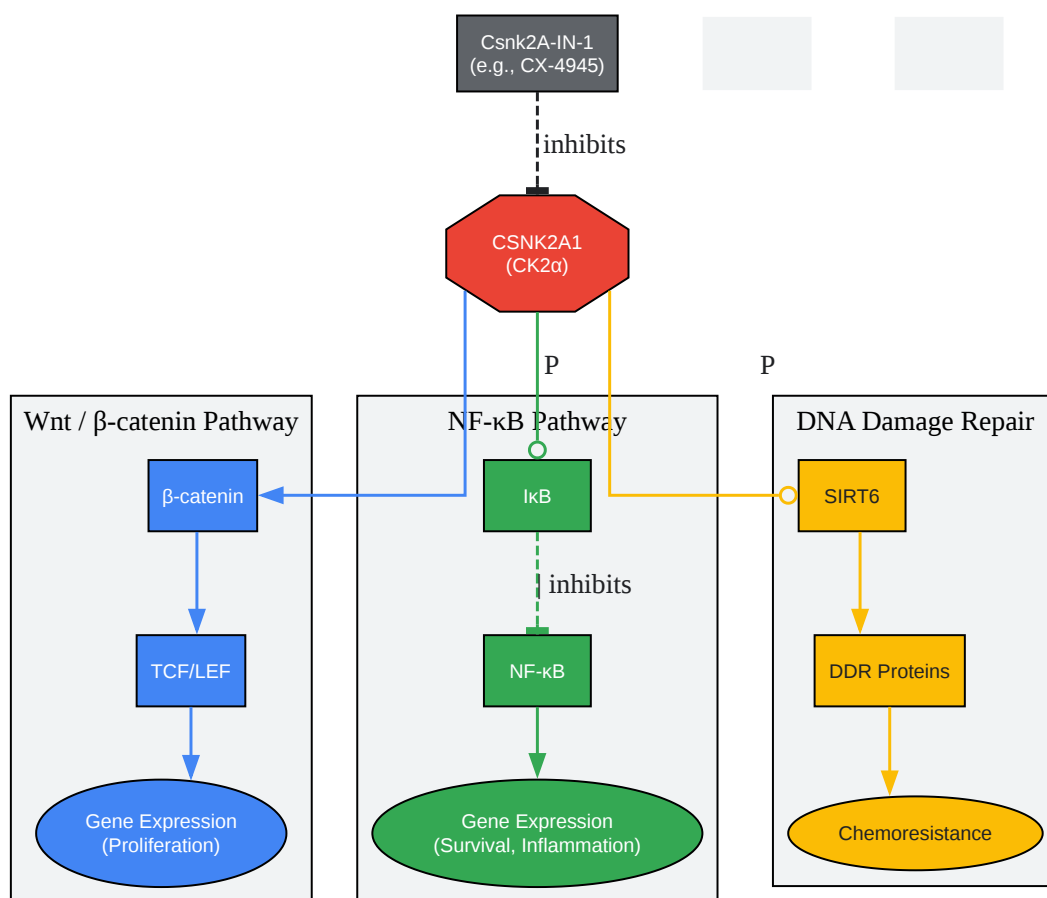 Csnk2A-IN-1
(e.g., CX-4945)
inhibits
CSNK2A1
(CK2α)
P
P
Wnt / β-catenin Pathway
NF-κB Pathway
DNA Damage Repair
β-catenin
IκB
SIRT6
| inhibits
TCF/LEF
NF-κB
DDR Proteins
Gene Expression
(Proliferation)
Gene Expression
(Survival, Inflammation)
Chemoresistance